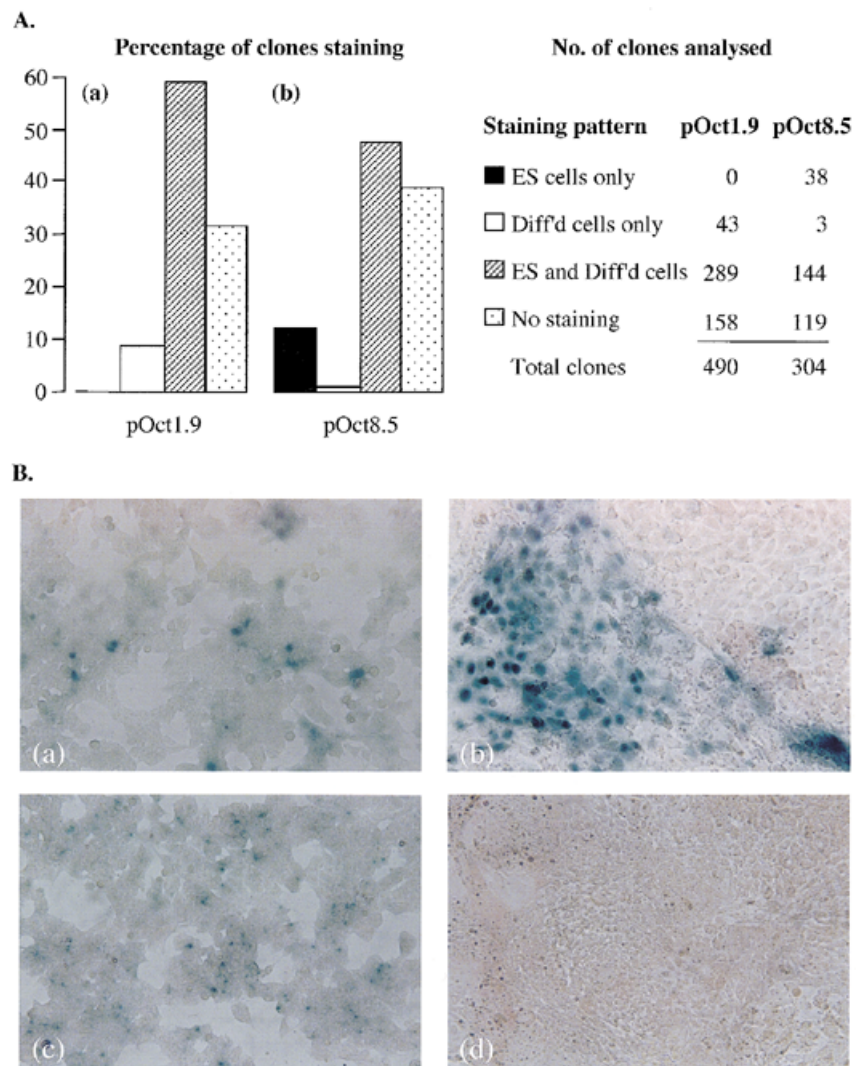 A.
Percentage of clones staining
60
50
40
30
20
10
0
(a)
(b)
pOct1.9
pOct8.5
No. of clones analysed
Staining pattern pOct1.9 pOct8.5
ES cells only 0 38
Diff'd cells only 43 3
ES and Diff'd cells 289 144
No staining 158 119
Total clones 490 304
B.
(a)
(b)
(c)
(d)